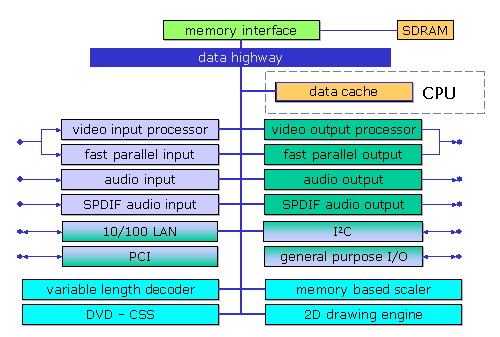 memory interface
SDRAM
data highway
data cache
CPU
video input processor
video output processor
fast parallel input
fast parallel output
audio input
audio output
SPDIF audio input
SPDIF audio output
10/100 LAN
I²C
PCI
general purpose I/O
variable length decoder
memory based scaler
DVD - CSS
2D drawing engine